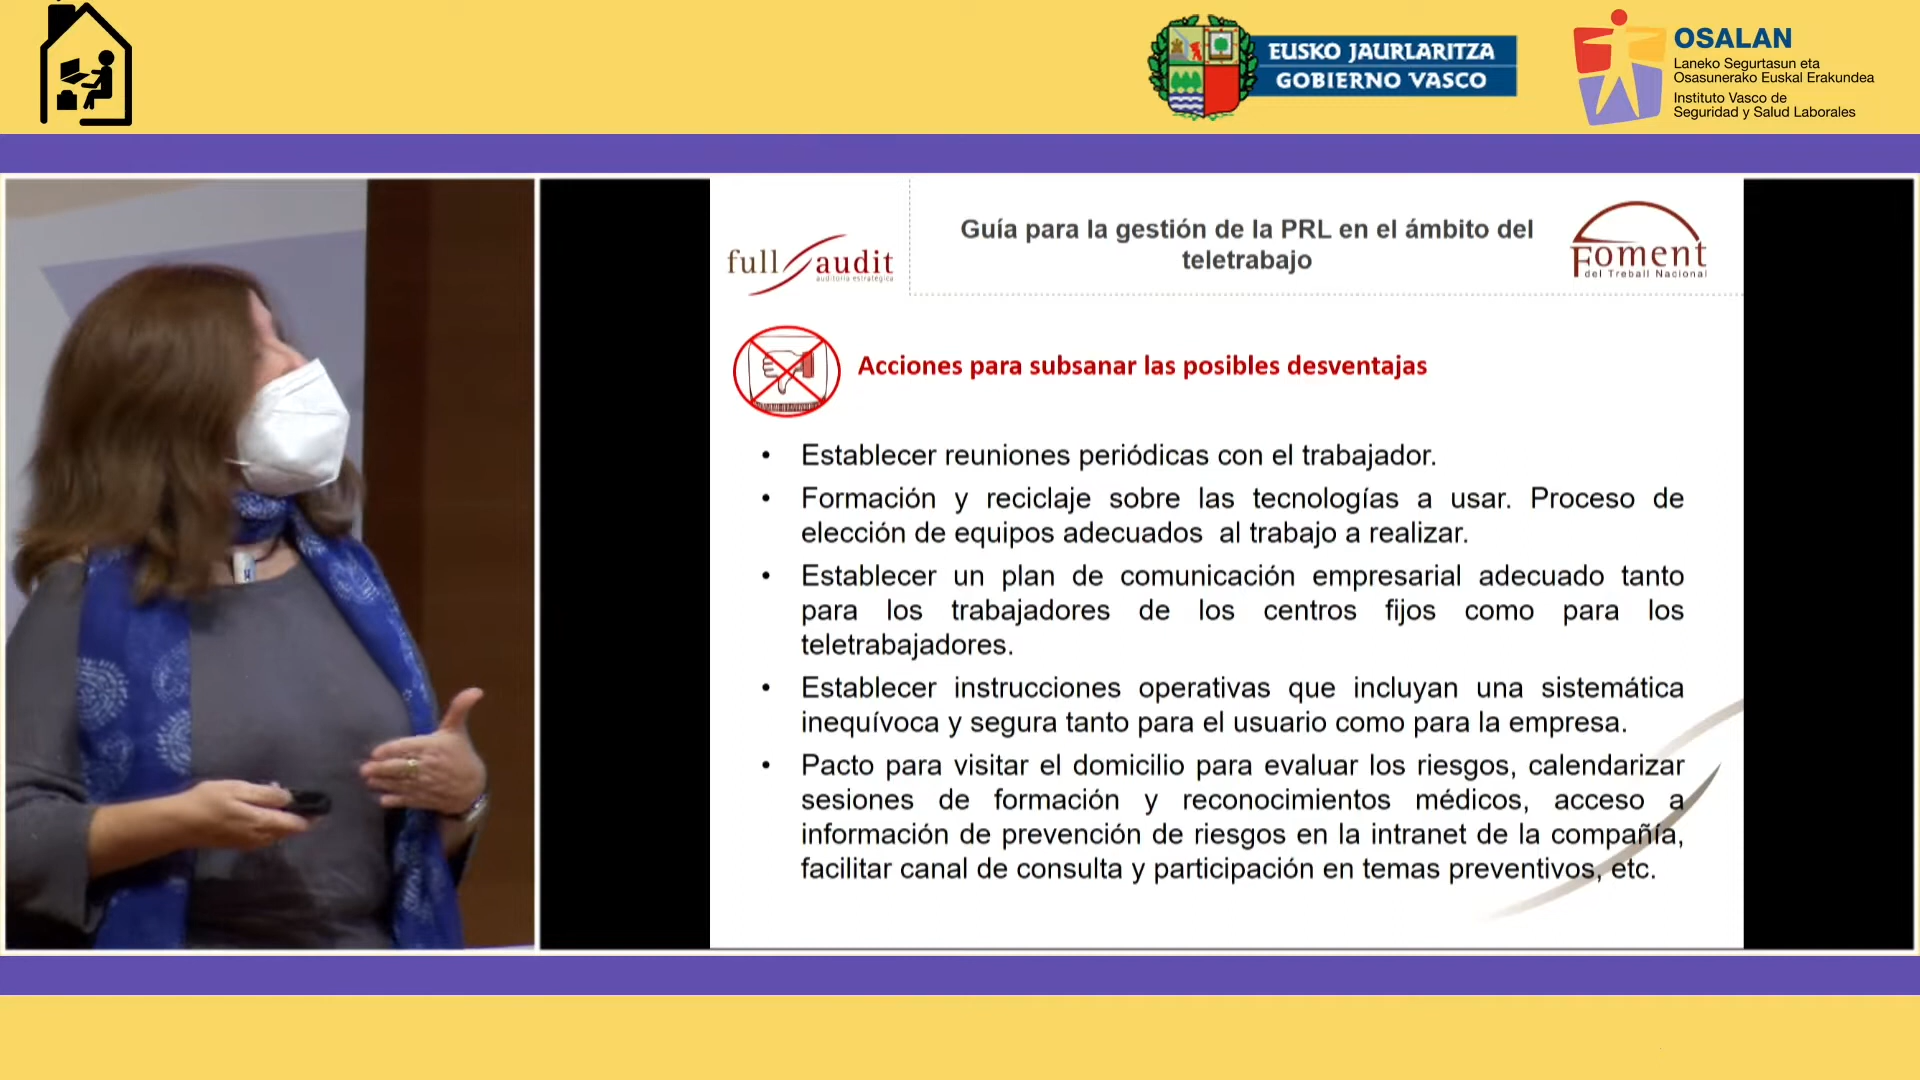 EUSKO JAURLARITZA
GOBIERNO VASCO
OSALAN
Laneko Segurtasun eta
Osasunerako Euskal Erakundea
Instituto Vasco de
Seguridad y Salud Laborales
full audit
auditoria estratégica
Guía para la gestión de la PRL en el ámbito del
teletrabajo
Foment
del Treball Nacional
Acciones para subsanar las posibles desventajas
• Establecer reuniones periódicas con el trabajador.
• Formación y reciclaje sobre las tecnologías a usar. Proceso de
elección de equipos adecuados al trabajo a realizar.
• Establecer un plan de comunicación empresarial adecuado tanto
para los trabajadores de los centros fijos como para los
teletrabajadores.
• Establecer instrucciones operativas que incluyan una sistemática
inequívoca y segura tanto para el usuario como para la empresa.
• Pacto para visitar el domicilio para evaluar los riesgos, calendarizar
sesiones de formación y reconocimientos médicos, acceso a
información de prevención de riesgos en la intranet de la compañía,
facilitar canal de consulta y participación en temas preventivos, etc.